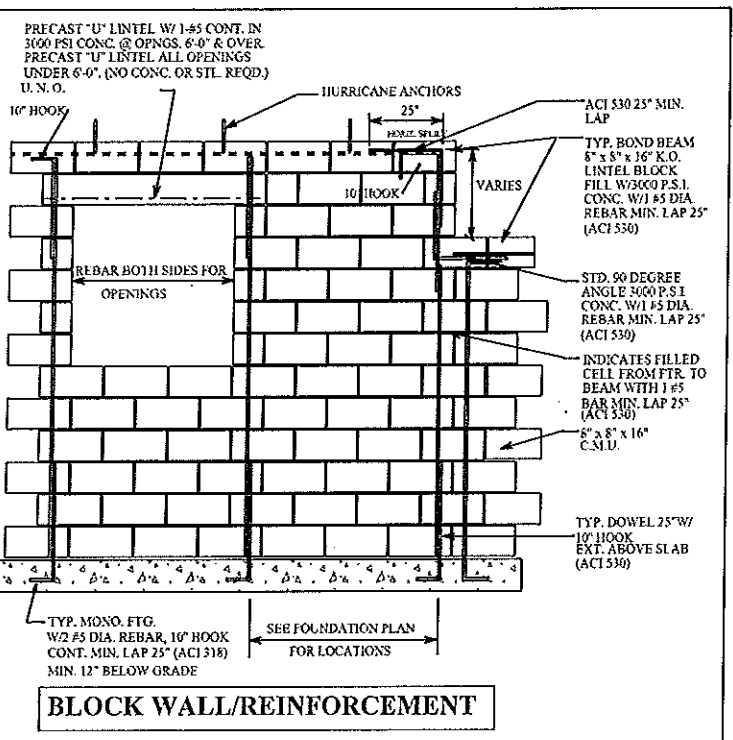 PRECAST "U" LINTEL W/ 1-#5 CONT. IN
3000 PSI CONC. @ OPNGS. 6'-0" & OVER
PRECAST "U" LINTEL ALL OPENINGS
UNDER 6'-0". (NO CONC. OR STL. REQD.)
U. N. O.
10" HOOK
HURRICANE ANCHORS
25"
HORIZ. SPLICE
10" HOOK
VARIES
ACI 530 25" MIN.
LAP
TYP. BOND BEAM
8" x 8" x 16" K.O.
LINTEL BLOCK
FILL W/3000 P.S.I.
CONC. W/1 #5 DIA.
REBAR MIN. LAP 25"
(ACI 530)
REBAR BOTH SIDES FOR
OPENINGS
STD. 90 DEGREE
ANGLE 3000 P.S.I.
CONC. W/1 #5 DIA.
REBAR MIN. LAP 25"
(ACI 530)
INDICATES FILLED
CELL FROM FTR. TO
BEAM WITH 1 #5
BAR MIN. LAP 25"
(ACI 530)
8" x 8" x 16"
C.M.U.
TYP. DOWEL 25"W/
10" HOOK
EXT. ABOVE SLAB
(ACI 530)
TYP. MONO. FTG.
W/2 #5 DIA. REBAR, 10" HOOK
CONT. MIN. LAP 25" (ACI 318)
MIN. 12" BELOW GRADE
SEE FOUNDATION PLAN
FOR LOCATIONS
BLOCK WALL/REINFORCEMENT